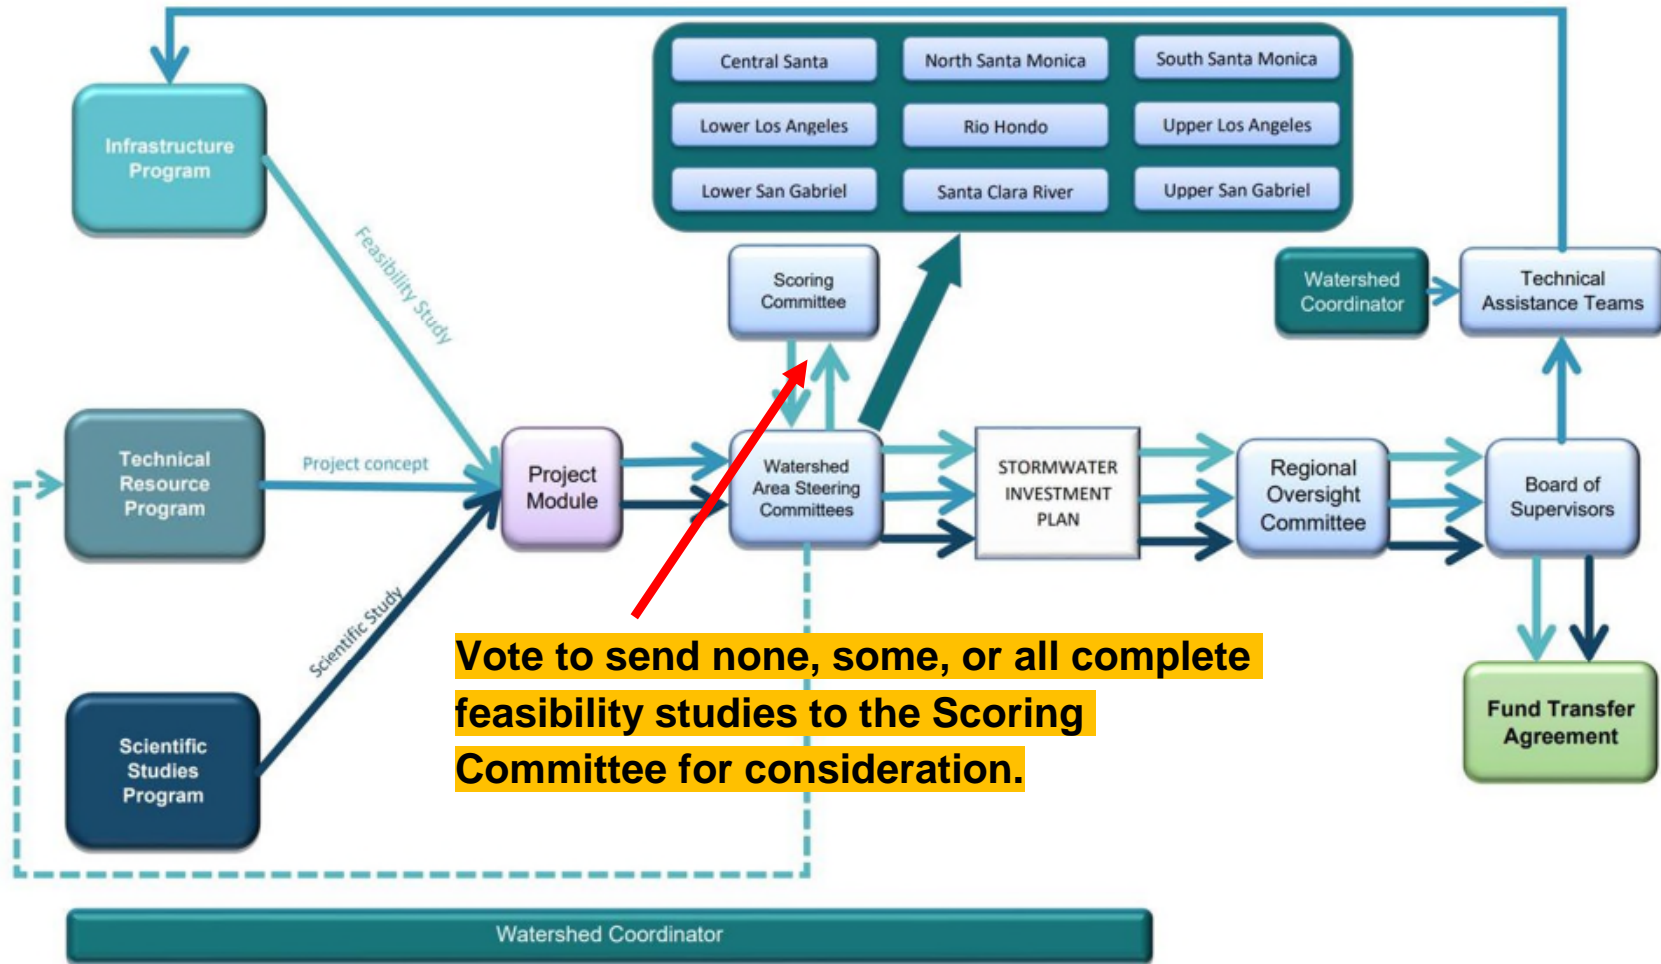 Central Santa
North Santa Monica
South Santa Monica
Lower Los Angeles
Rio Hondo
Upper Los Angeles
Lower San Gabriel
Santa Clara River
Upper San Gabriel
Infrastructure
Program
Feasibility Study
Scoring
Committee
Watershed
Coordinator
Technical
Assistance Teams
Technical
Resource
Program
Project concept
Project
Module
Watershed
Area Steering
Committees
STORMWATER
INVESTMENT
PLAN
Regional
Oversight
Committee
Board of
Supervisors
Scientific Study
Scientific
Studies
Program
Vote to send none, some, or all complete
feasibility studies to the Scoring
Committee for consideration.
Fund Transfer
Agreement
Watershed Coordinator